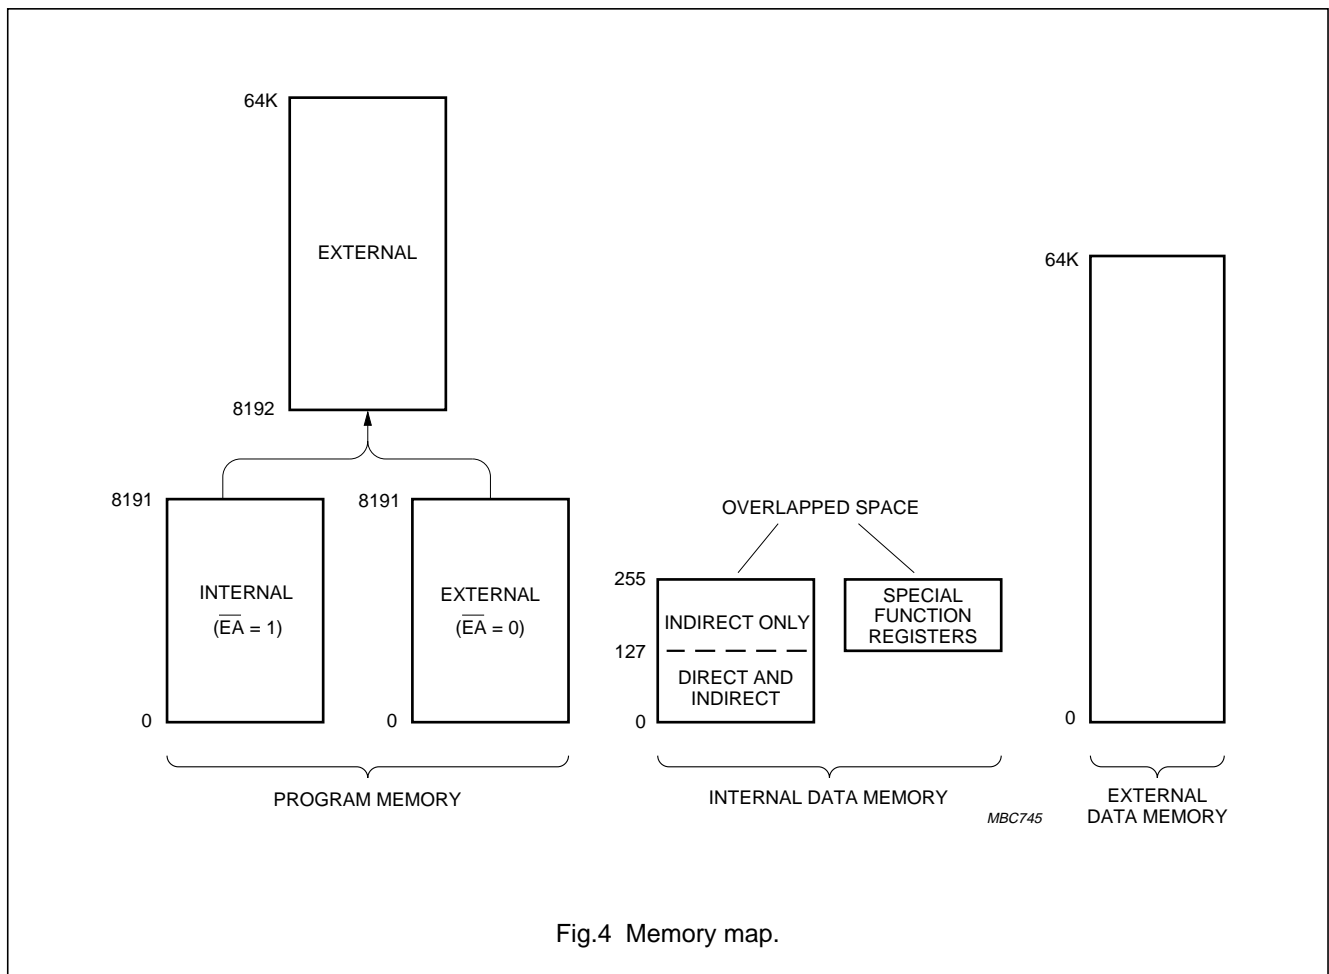 64K
EXTERNAL
8192
8191
INTERNAL
(E̅A̅ = 1)
0
8191
EXTERNAL
(E̅A̅ = 0)
0
PROGRAM MEMORY
OVERLAPPED SPACE
255
INDIRECT ONLY
127
DIRECT AND
INDIRECT
0
SPECIAL
FUNCTION
REGISTERS
INTERNAL DATA MEMORY
64K
0
EXTERNAL
DATA MEMORY
MBC745
Fig.4 Memory map.